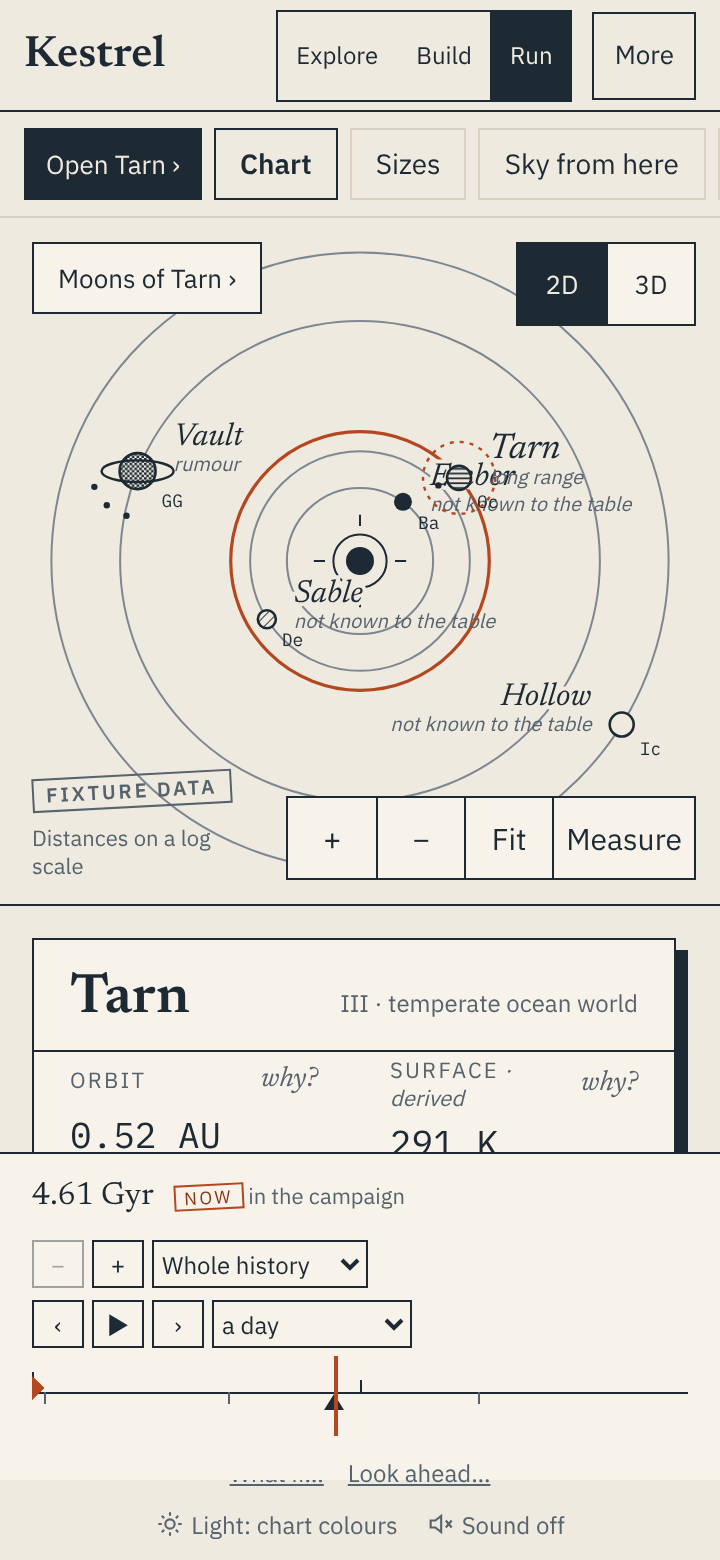 Kestrel
Explore Build Run More
Open Tarn › Chart Sizes Sky from here
Moons of Tarn ›
2D 3D
Vault
rumour
GG
Tarn
long range
Ember
not known to the table
Ba
Sable
not known to the table
De
Hollow
not known to the table
Ic
FIXTURE DATA
Distances on a log
scale
+ − Fit Measure
Tarn
III · temperate ocean world
ORBIT why?
0.52 AU
SURFACE ·
derived
why?
291 K
4.61 Gyr NOW in the campaign
− + Whole history
‹ › a day
Look ahead...
Light: chart colours Sound off